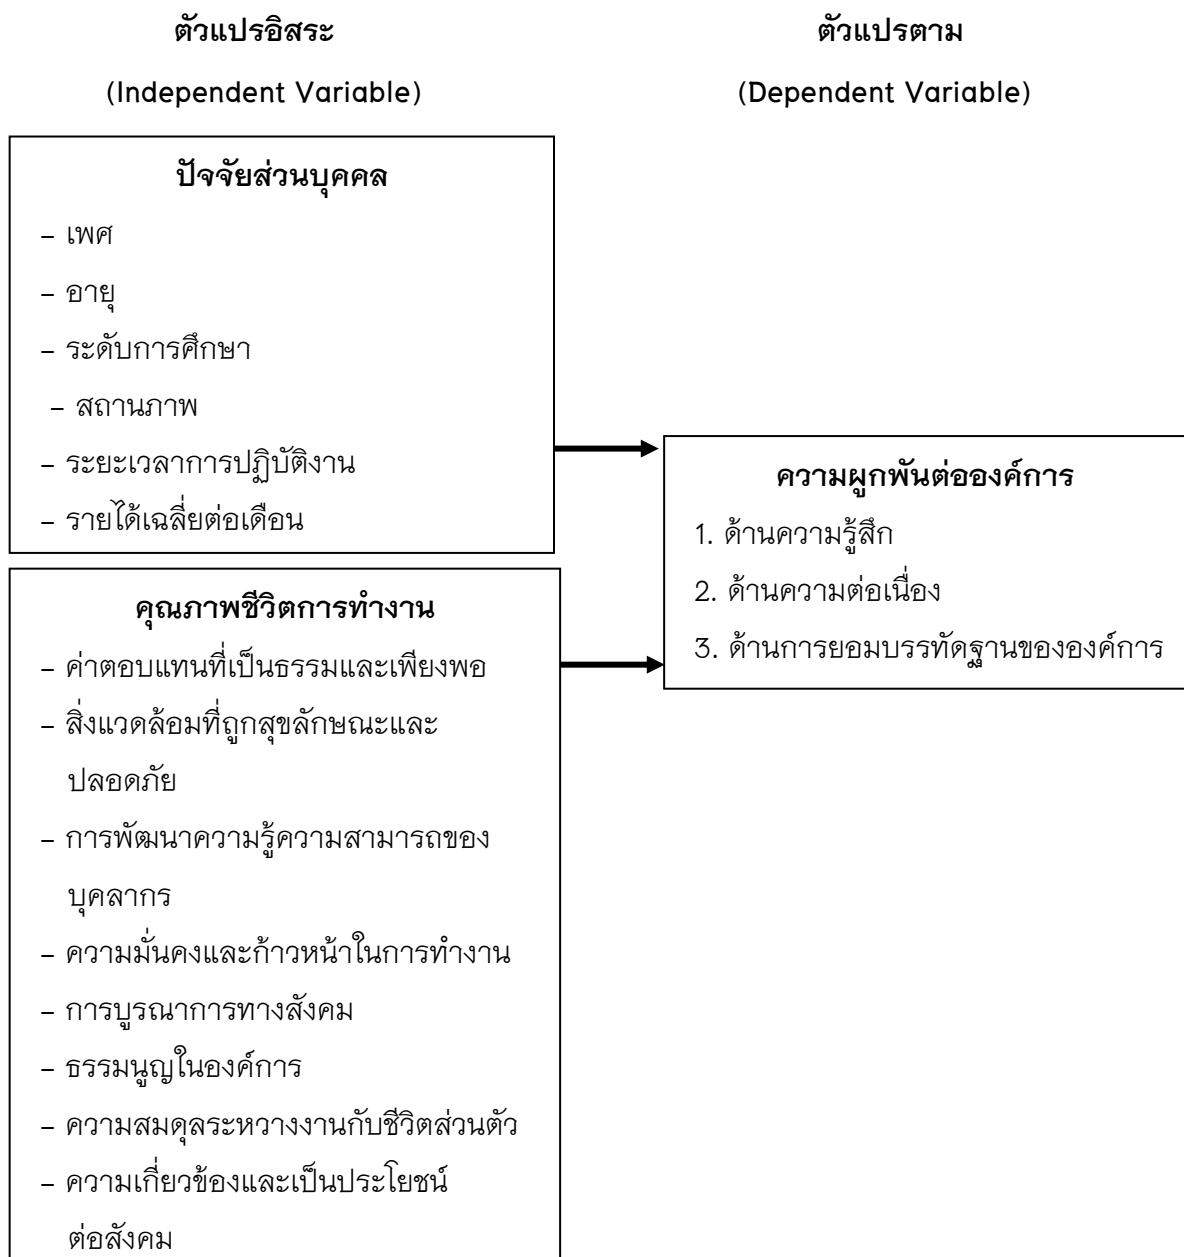 ตัวแปรอิสระ
(Independent Variable)
ปัจจัยส่วนบุคคล
- เพศ
- อายุ
- ระดับการศึกษา
- สถานภาพ
- ระยะเวลาการปฏิบัติงาน
- รายได้เฉลี่ยต่อเดือน
คุณภาพชีวิตการทำงาน
- ค่าตอบแทนที่เป็นธรรมและเพียงพอ
- สิ่งแวดล้อมที่ถูกสุขลักษณะและ
ปลอดภัย
- การพัฒนาความรู้ความสามารถของ
บุคลากร
- ความมั่นคงและก้าวหน้าในการทำงาน
- การบูรณาการทางสังคม
- ธรรมนูญในองค์การ
- ความสมดุลระหวางงานกับชีวิตส่วนตัว
- ความเกี่ยวข้องและเป็นประโยชน์
ต่อสังคม
ตัวแปรตาม
(Dependent Variable)
ความผูกพันต่อองค์การ
1. ด้านความรู้สึก
2. ด้านความต่อเนื่อง
3. ด้านการยอมบรรทัดฐานขององค์การ